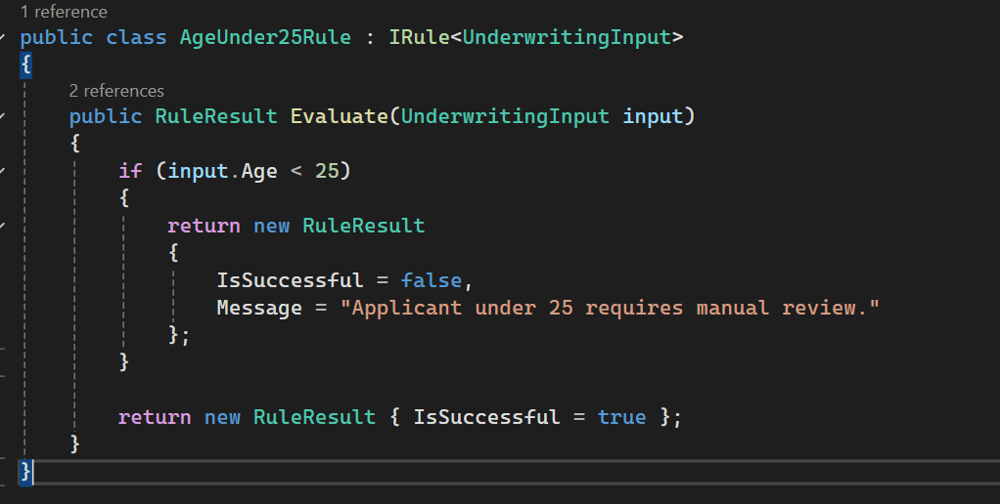 1 reference
public class AgeUnder25Rule : IRule<UnderwritingInput>
{
2 references
public RuleResult Evaluate(UnderwritingInput input)
{
if (input.Age < 25)
{
return new RuleResult
{
IsSuccessful = false,
Message = "Applicant under 25 requires manual review."
};
}
return new RuleResult { IsSuccessful = true };
}
}